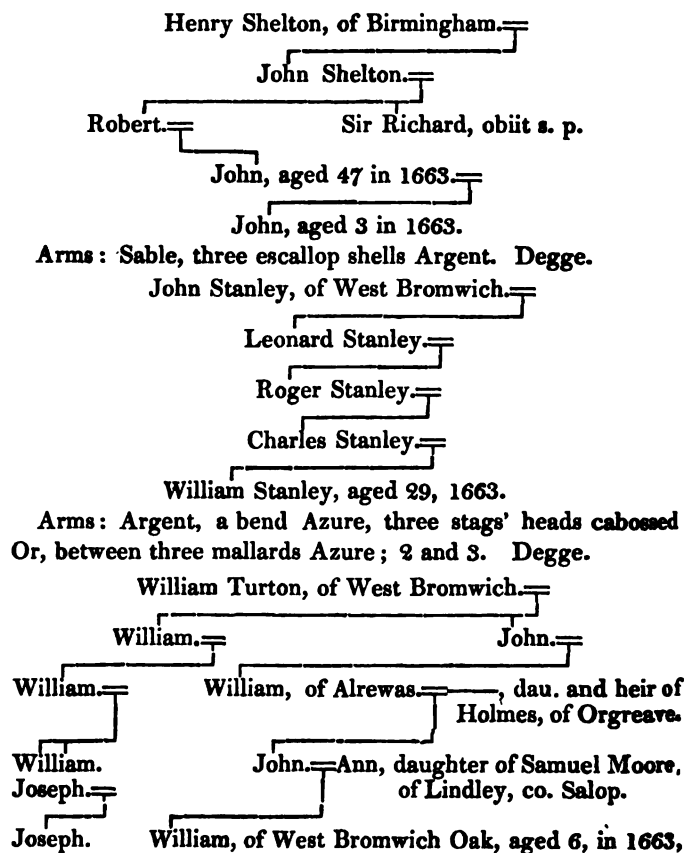 Henry Shelton, of Birmingham.
John Shelton.
Robert. Sir Richard, obiit s. p.
John, aged 47 in 1663.
John, aged 3 in 1663.
Arms: Sable, three escallop shells Argent. Degge.
John Stanley, of West Bromwich.
Leonard Stanley.
Roger Stanley.
Charles Stanley.
William Stanley, aged 29, 1663.
Arms: Argent, a bend Azure, three stags' heads cabossed
Or, between three mallards Azure; 2 and 3. Degge.
William Turton, of West Bromwich.
William. John.
William. William, of Alrewas. ——, dau. and heir of
Holmes, of Orgreave.
William. John. Ann, daughter of Samuel Moore,
Joseph. of Lindley, co. Salop.
Joseph. William, of West Bromwich Oak, aged 6, in 1663,